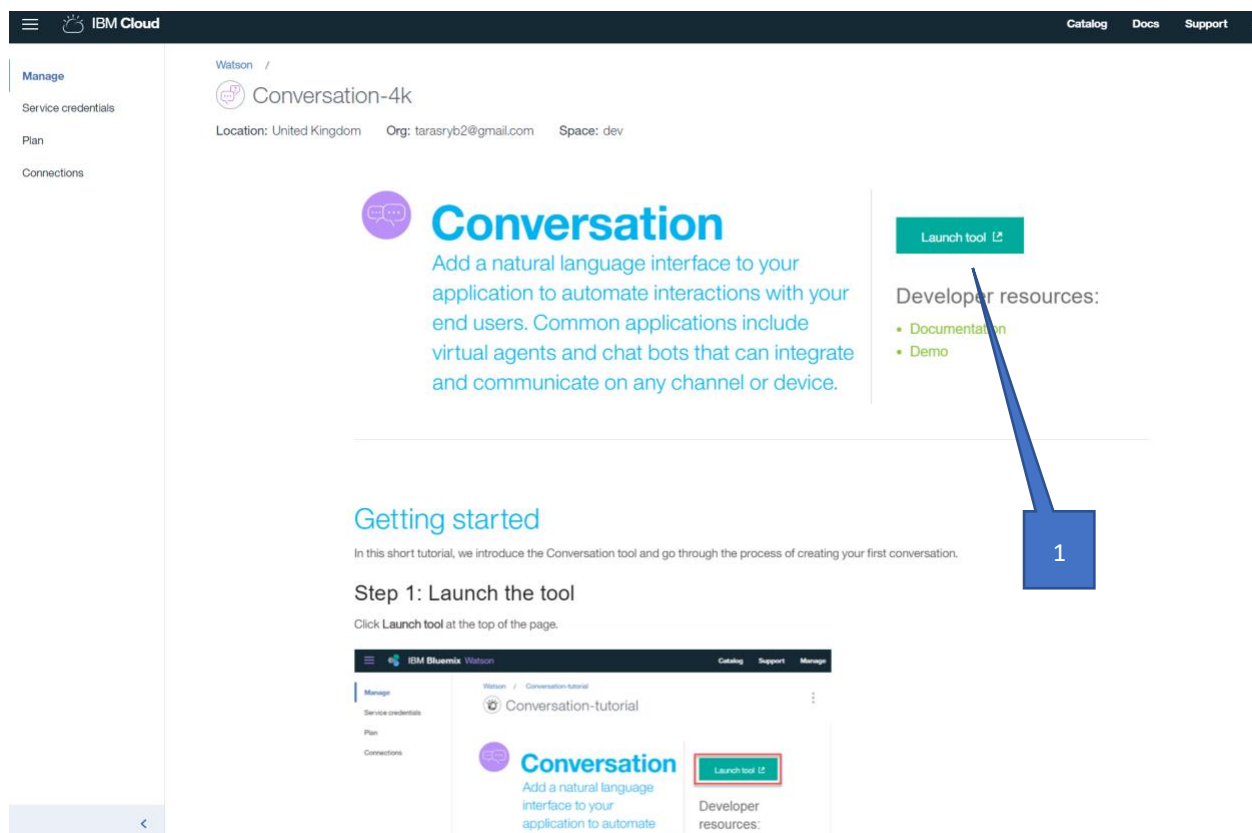 IBM Cloud Catalog Docs Support
Manage
Service credentials
Plan
Connections
Watson /
Conversation-4k
Location: United Kingdom Org: tarasryb2@gmail.com Space: dev
Conversation
Add a natural language interface to your
application to automate interactions with your
end users. Common applications include
virtual agents and chat bots that can integrate
and communicate on any channel or device.
Launch tool
Developer resources:
• Documentation
• Demo
1
Getting started
In this short tutorial, we introduce the Conversation tool and go through the process of creating your first conversation.
Step 1: Launch the tool
Click Launch tool at the top of the page.
IBM Bluemix Watson Catalog Support Manage
Manage
Service credentials
Plan
Connections
Watson / Conversation-tutorial
Conversation-tutorial
Conversation
Add a natural language
interface to your
application to automate
Launch tool
Developer
resources: